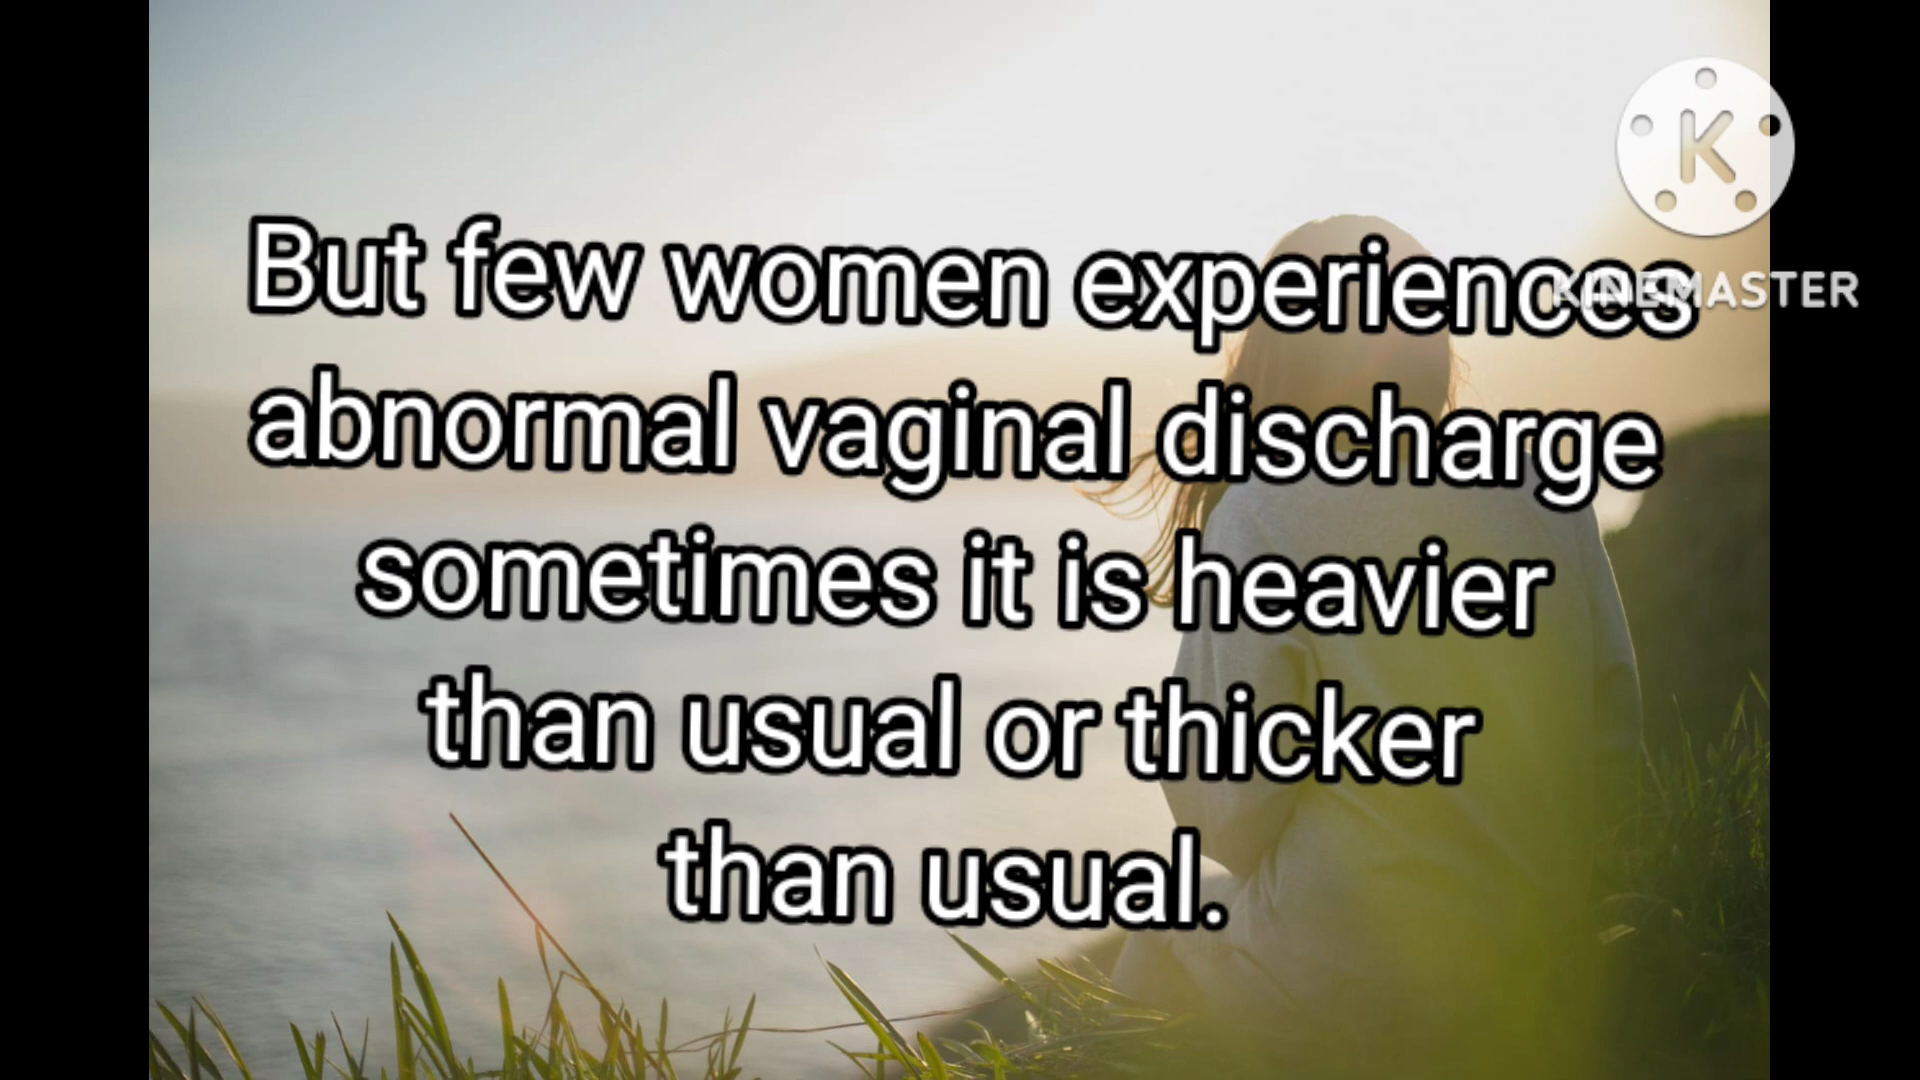 But few women experiences
abnormal vaginal discharge
sometimes it is heavier
than usual or thicker
than usual.
K
KINEMASTER